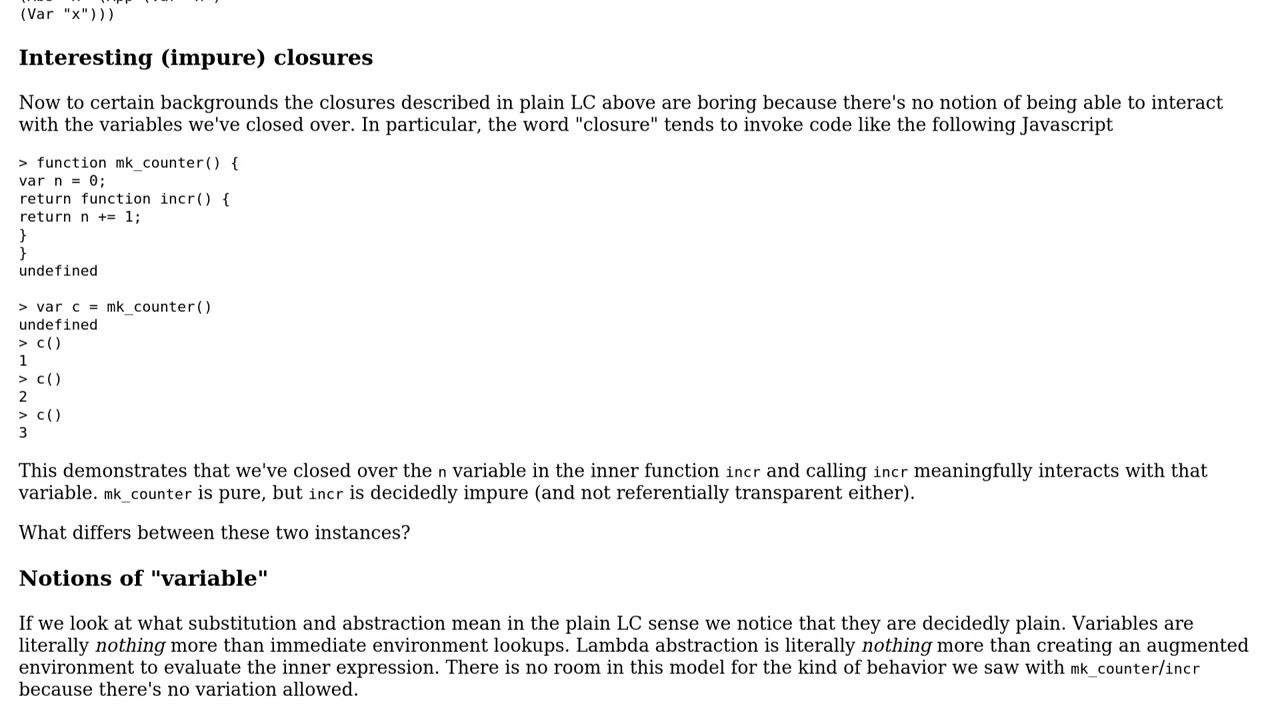 (Var "x")))
Interesting (impure) closures
Now to certain backgrounds the closures described in plain LC above are boring because there's no notion of being able to interact
with the variables we've closed over. In particular, the word "closure" tends to invoke code like the following Javascript
> function mk_counter() {
var n = 0;
return function incr() {
return n += 1;
}
}
undefined
> var c = mk_counter()
undefined
> c()
1
> c()
2
> c()
3
This demonstrates that we've closed over the n variable in the inner function incr and calling incr meaningfully interacts with that
variable. mk_counter is pure, but incr is decidedly impure (and not referentially transparent either).
What differs between these two instances?
Notions of "variable"
If we look at what substitution and abstraction mean in the plain LC sense we notice that they are decidedly plain. Variables are
literally nothing more than immediate environment lookups. Lambda abstraction is literally nothing more than creating an augmented
environment to evaluate the inner expression. There is no room in this model for the kind of behavior we saw with mk_counter/incr
because there's no variation allowed.